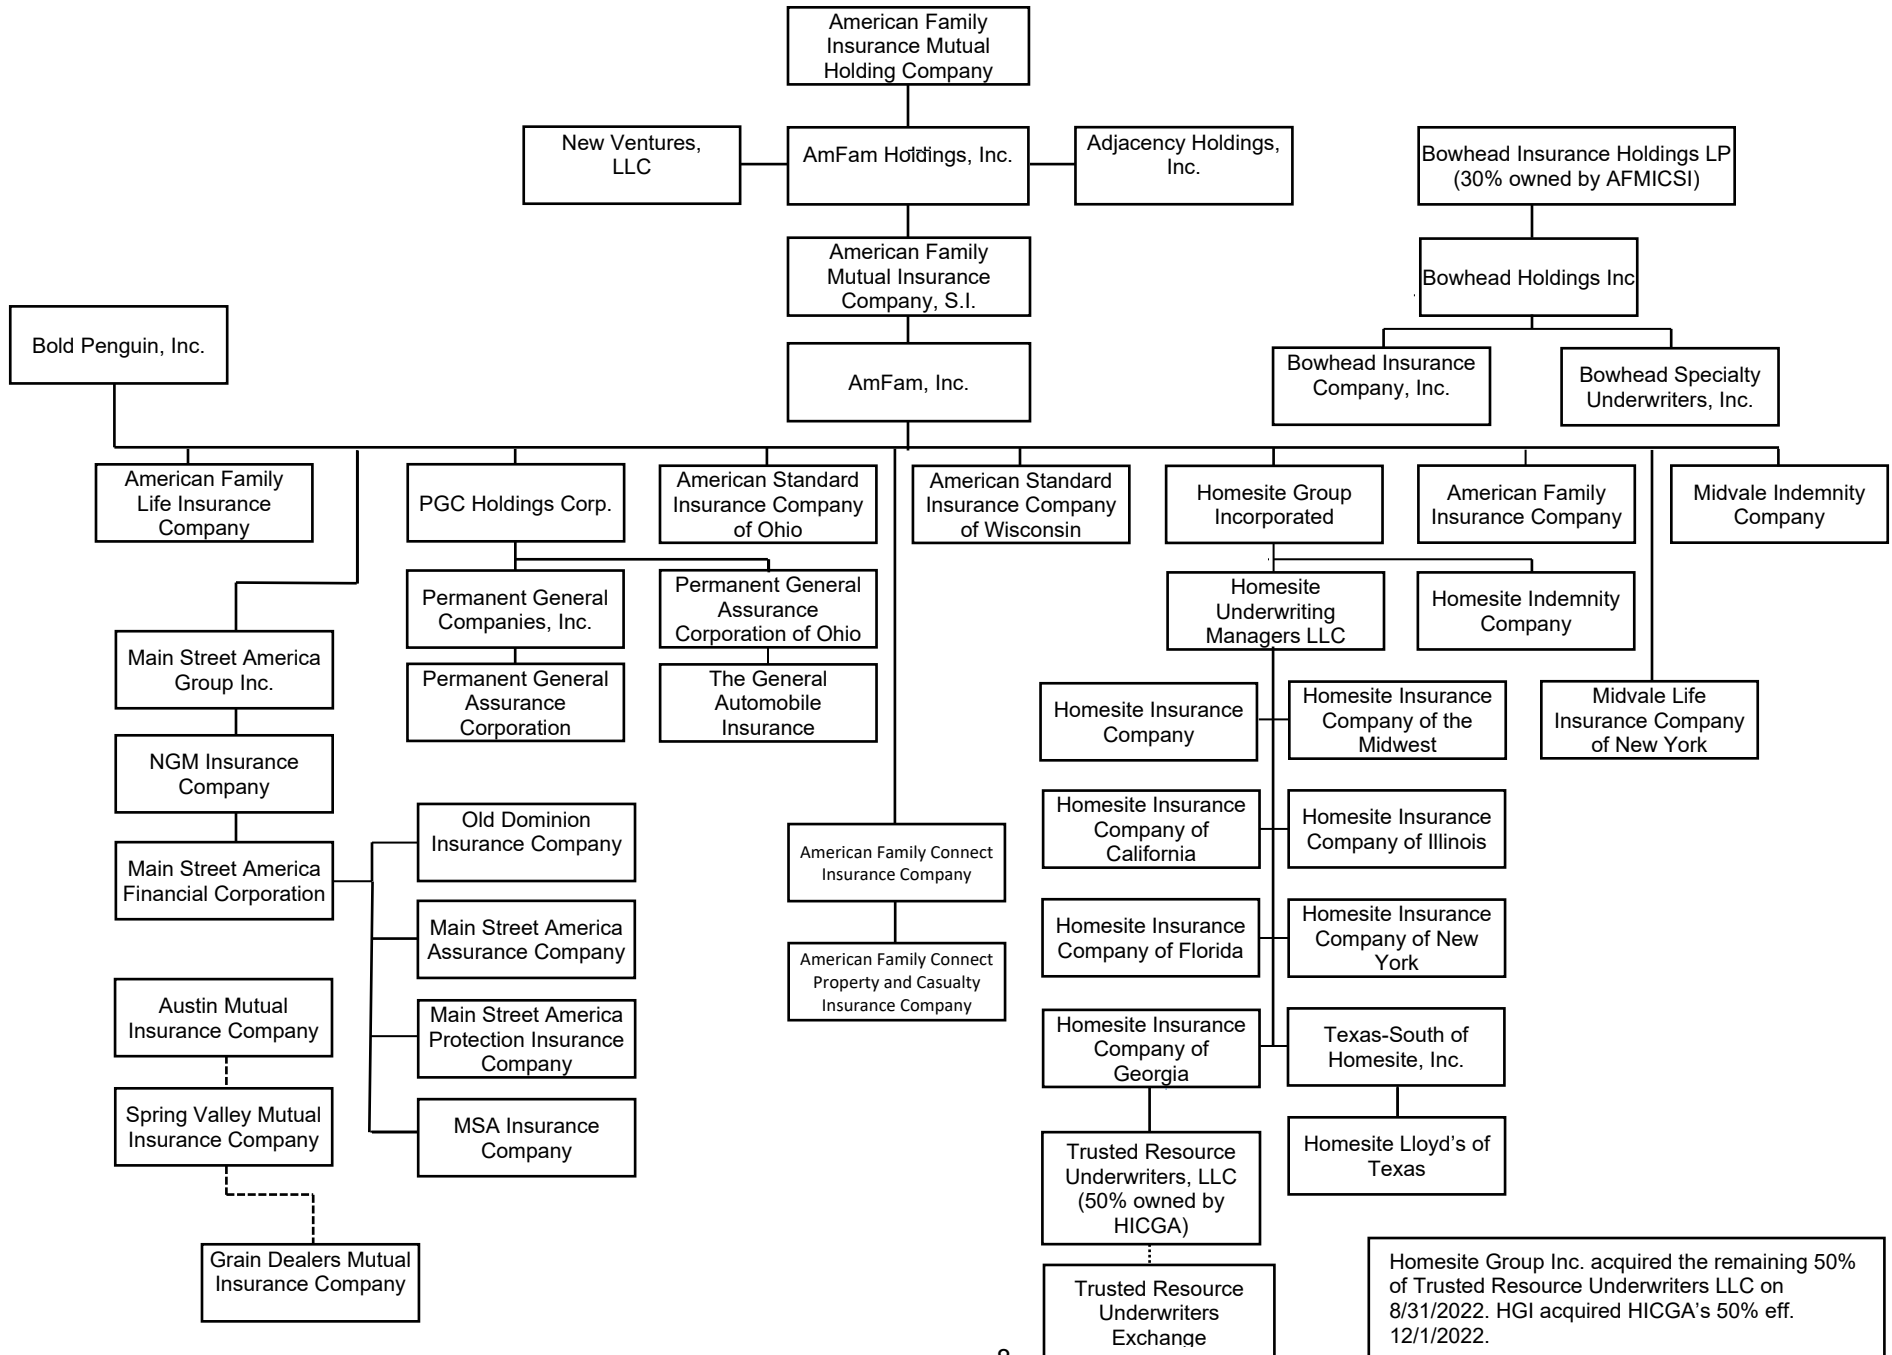 American Family
Insurance Mutual
Holding Company
New Ventures,
LLC
AmFam Holdings, Inc.
Adjacency Holdings,
Inc.
Bowhead Insurance Holdings LP
(30% owned by AFMICSI)
American Family
Mutual Insurance
Company, S.I.
Bowhead Holdings Inc
Bold Penguin, Inc.
AmFam, Inc.
Bowhead Insurance
Company, Inc.
Bowhead Specialty
Underwriters, Inc.
American Family
Life Insurance
Company
PGC Holdings Corp.
American Standard
Insurance Company
of Ohio
American Standard
Insurance Company
of Wisconsin
Homesite Group
Incorporated
American Family
Insurance Company
Midvale Indemnity
Company
Permanent General
Companies, Inc.
Permanent General
Assurance
Corporation of Ohio
Homesite
Underwriting
Managers LLC
Homesite Indemnity
Company
Main Street America
Group Inc.
Permanent General
Assurance
Corporation
The General
Automobile
Insurance
Homesite Insurance
Company
Homesite Insurance
Company of the
Midwest
Midvale Life
Insurance Company
of New York
NGM Insurance
Company
Old Dominion
Insurance Company
American Family Connect
Insurance Company
Homesite Insurance
Company of
California
Homesite Insurance
Company of Illinois
Main Street America
Financial Corporation
Main Street America
Assurance Company
American Family Connect
Property and Casualty
Insurance Company
Homesite Insurance
Company of Florida
Homesite Insurance
Company of New
York
Austin Mutual
Insurance Company
Main Street America
Protection Insurance
Company
Homesite Insurance
Company of
Georgia
Texas-South of
Homesite, Inc.
Spring Valley Mutual
Insurance Company
MSA Insurance
Company
Trusted Resource
Underwriters, LLC
(50% owned by
HICGA)
Homesite Lloyd’s of
Texas
Grain Dealers Mutual
Insurance Company
Trusted Resource
Underwriters
Exchange
Homesite Group Inc. acquired the remaining 50%
of Trusted Resource Underwriters LLC on
8/31/2022. HGI acquired HICGA’s 50% eff.
12/1/2022.